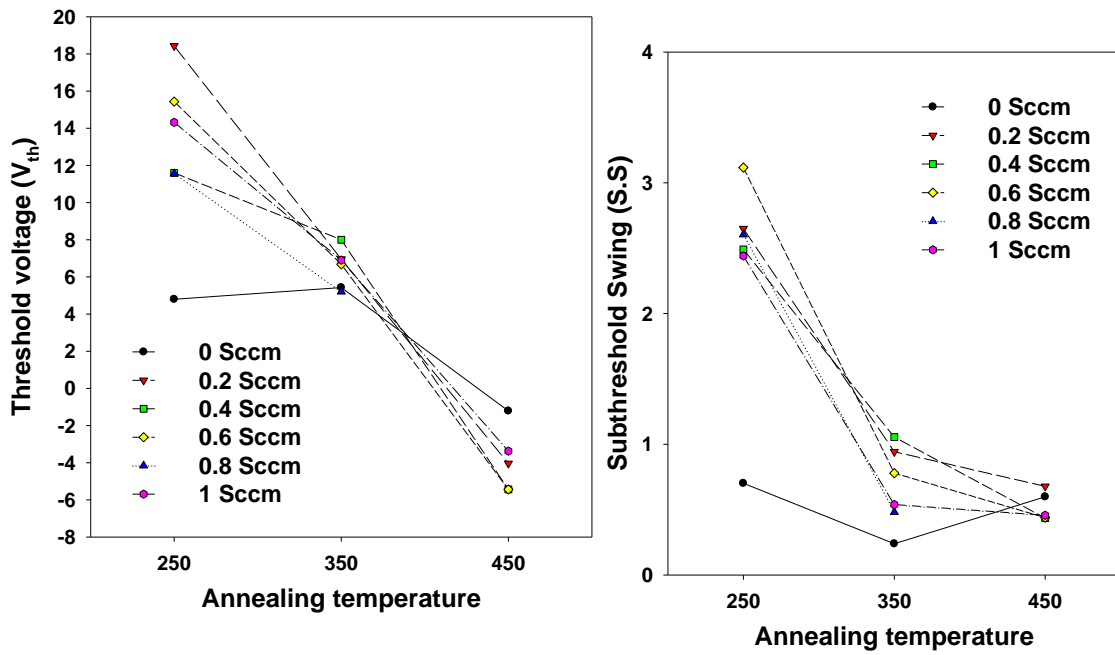 20
18
16
14
12
10
8
6
4
2
0
-2
-4
-6
-8
Threshold voltage (Vth)
0 Sccm
0.2 Sccm
0.4 Sccm
0.6 Sccm
0.8 Sccm
1 Sccm
250 350 450
Annealing temperature
4
3
2
1
0
Subthreshold Swing (S.S)
0 Sccm
0.2 Sccm
0.4 Sccm
0.6 Sccm
0.8 Sccm
1 Sccm
250 350 450
Annealing temperature